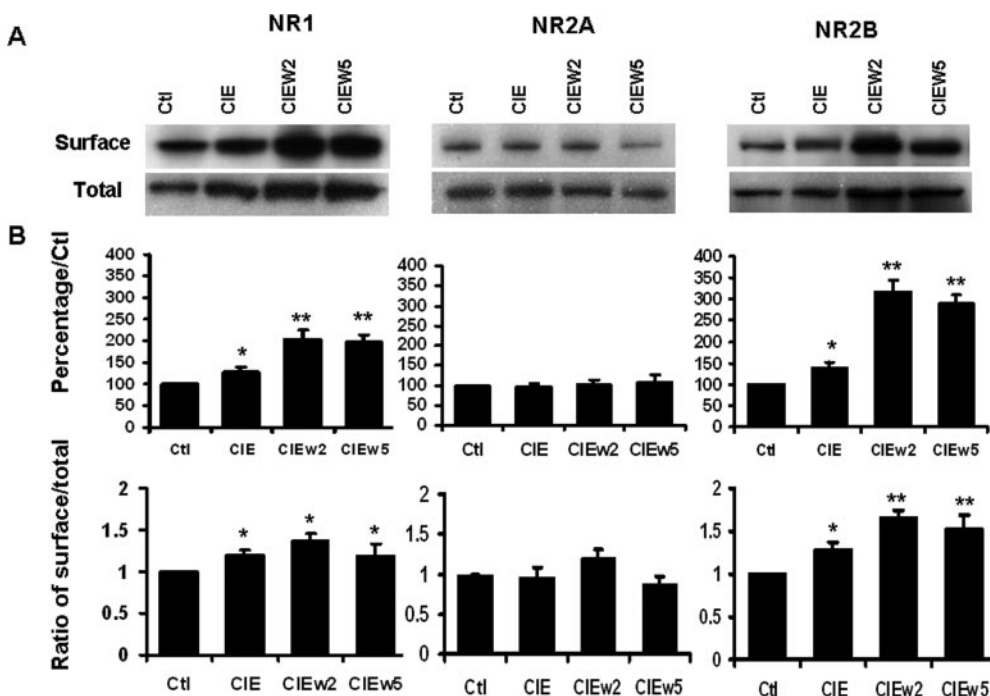 A
NR1 NR2A NR2B
Ctl CIE CIEW2 CIEW5 Ctl CIE CIEW2 CIEW5 Ctl CIE CIEW2 CIEW5
Surface
Total
B
Percentage/Ctl
400
350
300
250
200
150
100
50
0
* ** **
Ctl CIE CIEw2 CIEw5
400
350
300
250
200
150
100
50
0
Ctl CIE CIEw2 CIEw5
400
350
300
250
200
150
100
50
0
* ** **
Ctl CIE CIEw2 CIEw5
Ratio of surface/total
2
1.5
1
0.5
0
* * *
Ctl CIE CIEw2 CIEw5
2
1.5
1
0.5
0
Ctl CIE CIEw2 CIEw5
2
1.5
1
0.5
0
* ** **
Ctl CIE CIEw2 CIEw5